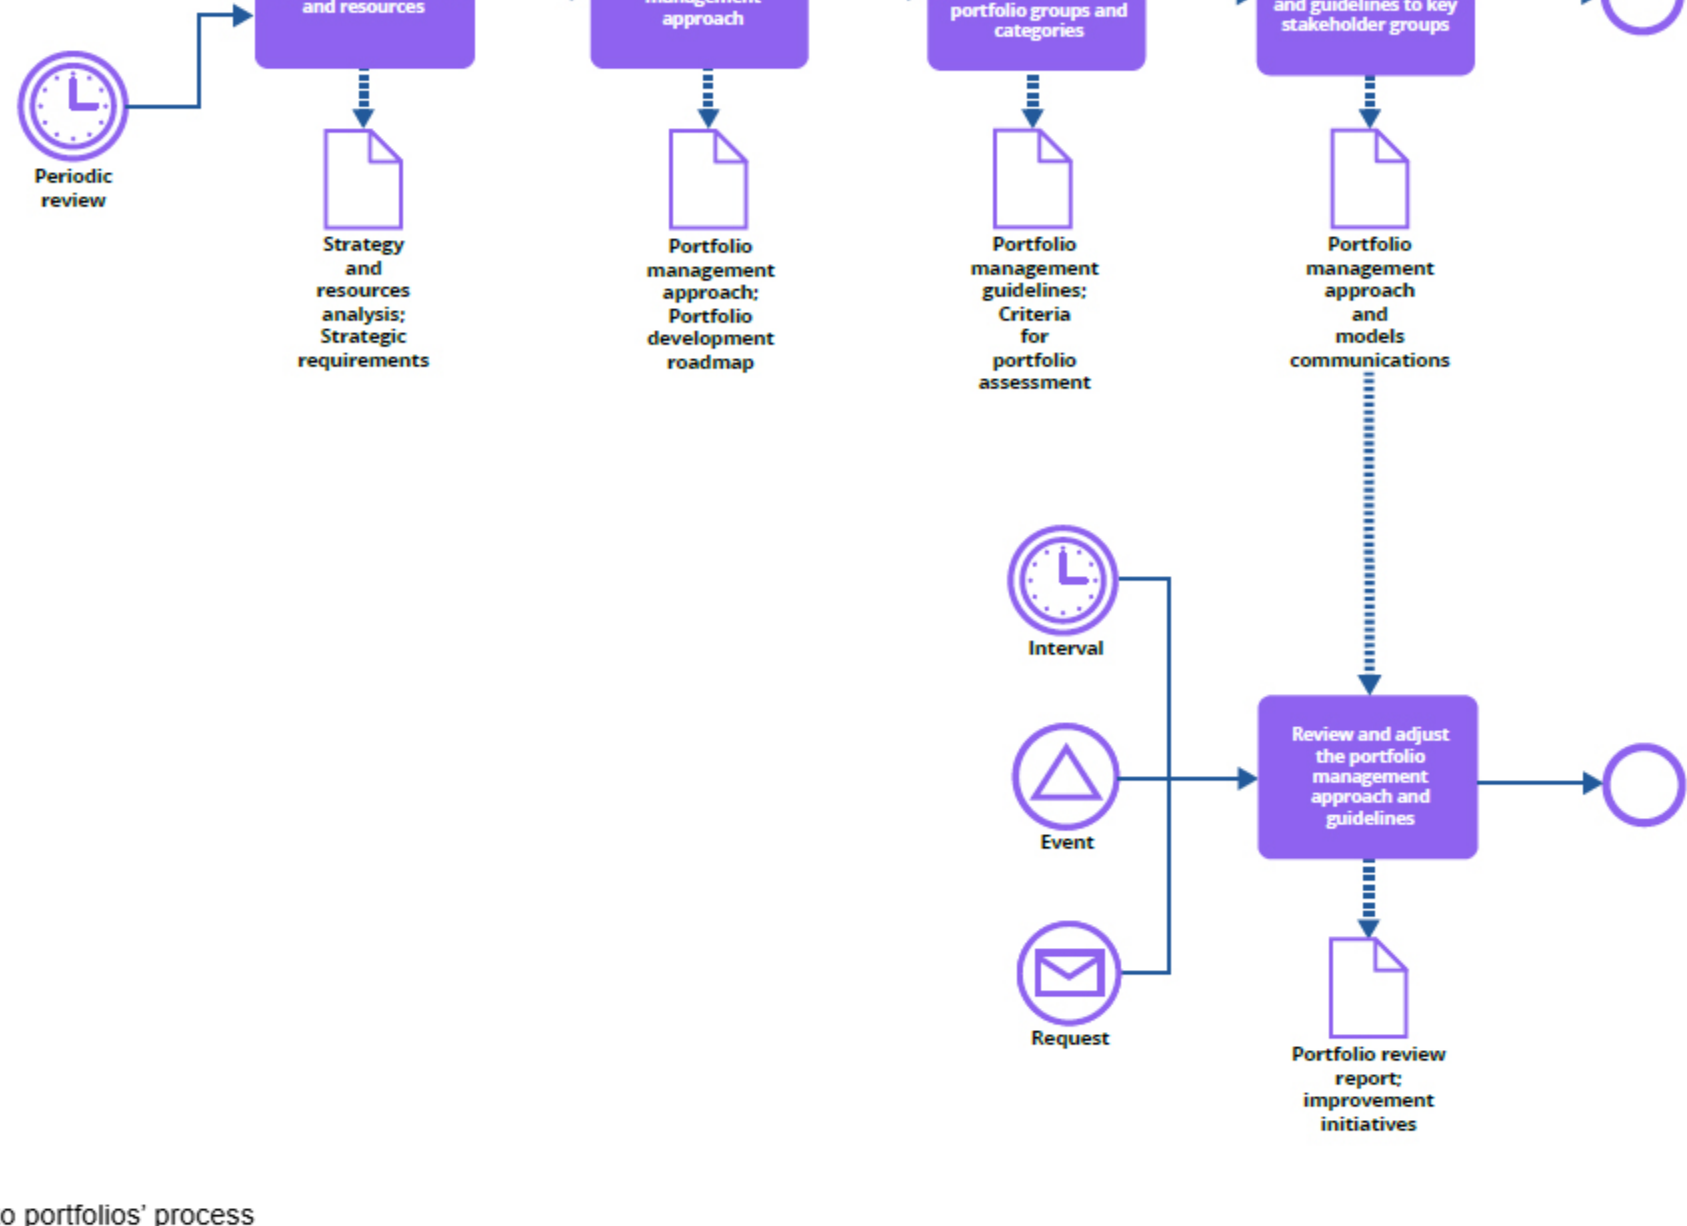 and resources
management
approach
portfolio groups and
categories
and guidelines to key
stakeholder groups
Periodic
review
Strategy
and
resources
analysis;
Strategic
requirements
Portfolio
management
approach;
Portfolio
development
roadmap
Portfolio
management
guidelines;
Criteria
for
portfolio
assessment
Portfolio
management
approach
and
models
communications
Interval
Event
Request
Review and adjust
the portfolio
management
approach and
guidelines
Portfolio review
report;
improvement
initiatives
o portfolios’ process